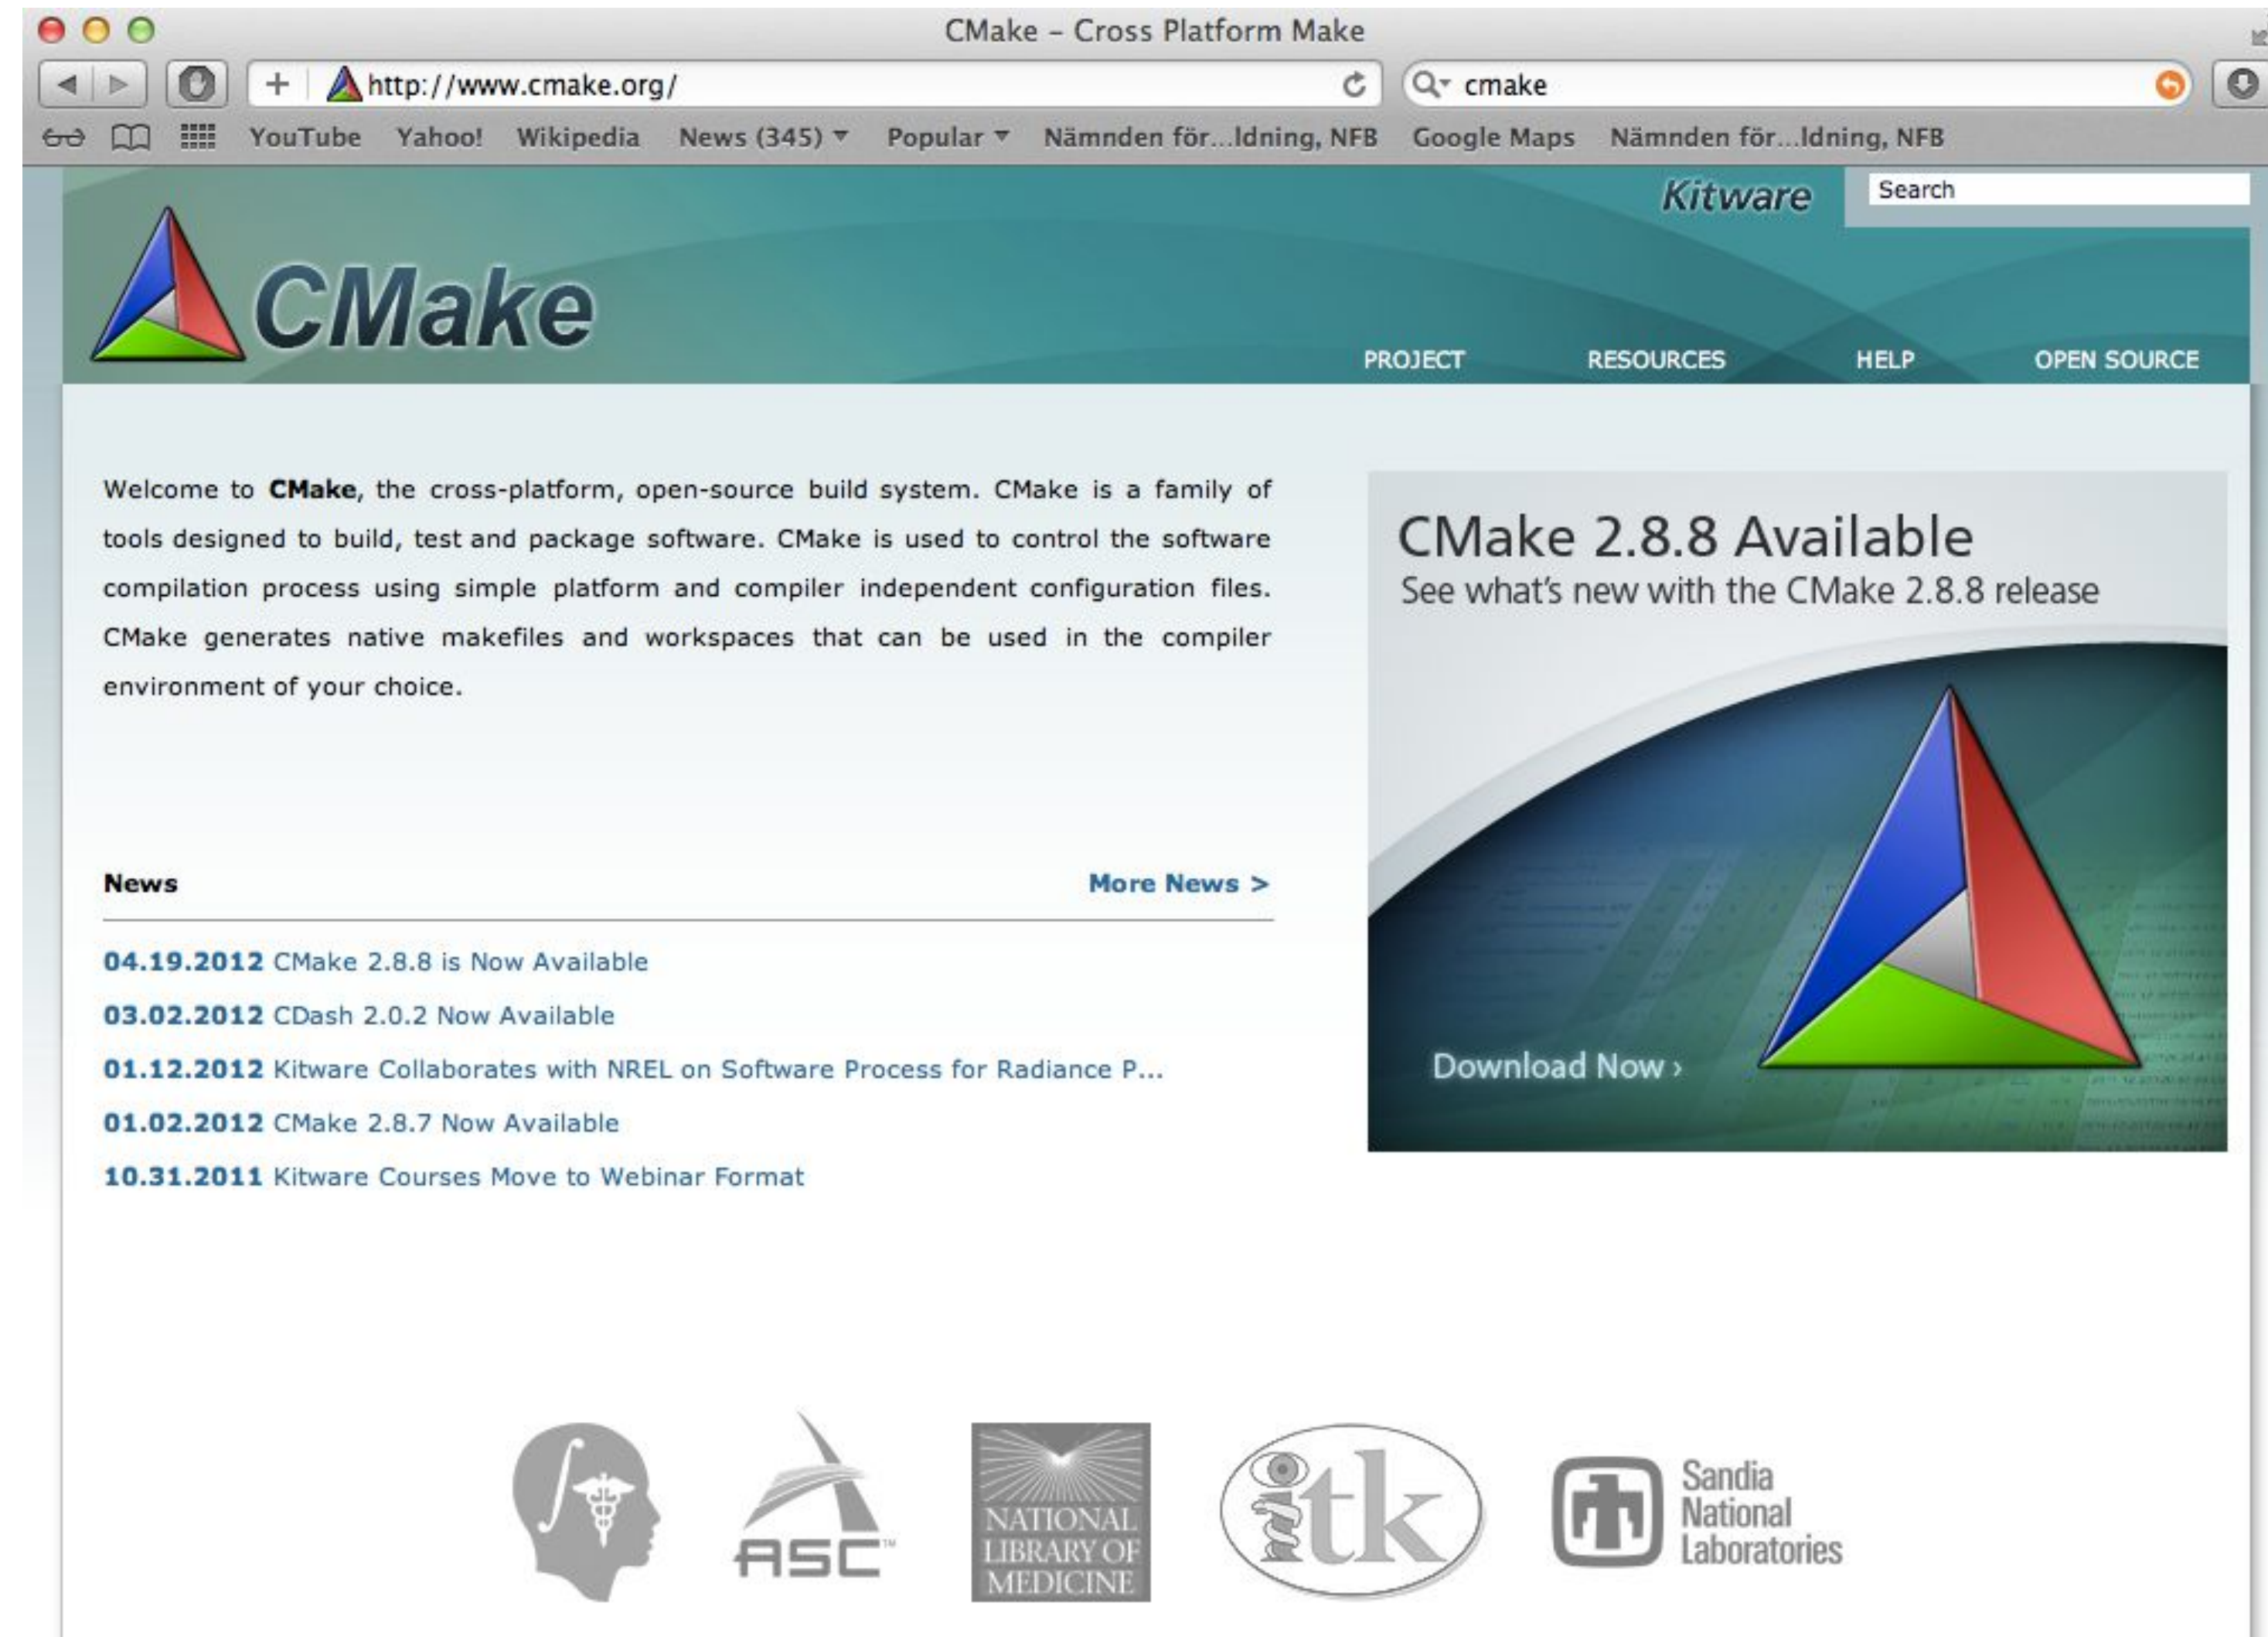 CMake – Cross Platform Make
http://www.cmake.org/
cmake
YouTube Yahoo! Wikipedia News (345) Popular Nämnden för...ldning, NFB Google Maps Nämnden för...ldning, NFB
Kitware
Search
CMake
PROJECT RESOURCES HELP OPEN SOURCE
Welcome to CMake, the cross-platform, open-source build system. CMake is a family of
tools designed to build, test and package software. CMake is used to control the software
compilation process using simple platform and compiler independent configuration files.
CMake generates native makefiles and workspaces that can be used in the compiler
environment of your choice.
CMake 2.8.8 Available
See what's new with the CMake 2.8.8 release
Download Now ›
News
More News >
04.19.2012 CMake 2.8.8 is Now Available
03.02.2012 CDash 2.0.2 Now Available
01.12.2012 Kitware Collaborates with NREL on Software Process for Radiance P...
01.02.2012 CMake 2.8.7 Now Available
10.31.2011 Kitware Courses Move to Webinar Format
ASC™
NATIONAL
LIBRARY OF
MEDICINE
itk
Sandia
National
Laboratories